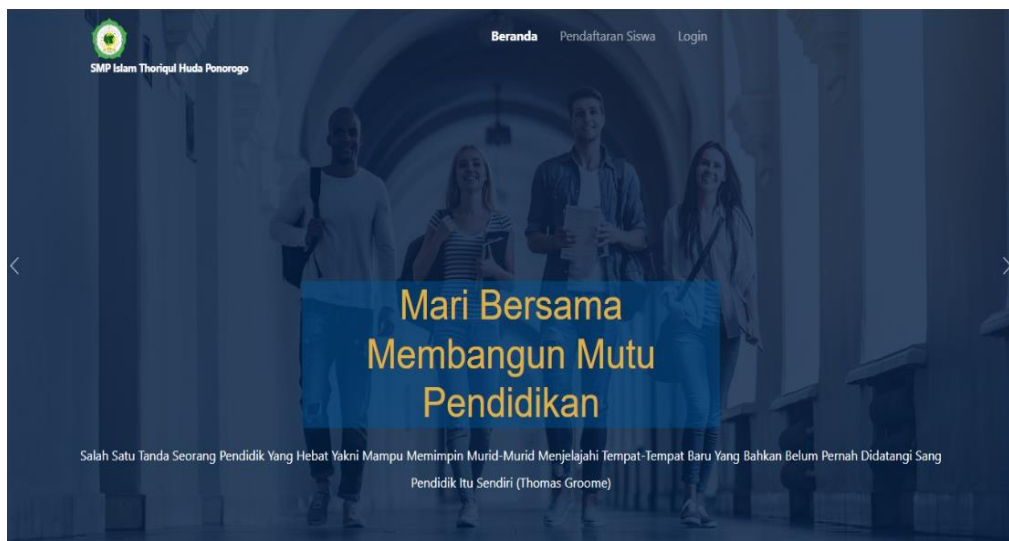 Beranda Pendaftaran Siswa Login
SMP Islam Thoriqul Huda Ponorogo
Mari Bersama
Membangun Mutu
Pendidikan
Salah Satu Tanda Seorang Pendidik Yang Hebat Yakni Mampu Memimpin Murid-Murid Menjelajahi Tempat-Tempat Baru Yang Bahkan Belum Pernah Didatangi Sang
Pendidik Itu Sendiri (Thomas Groome)